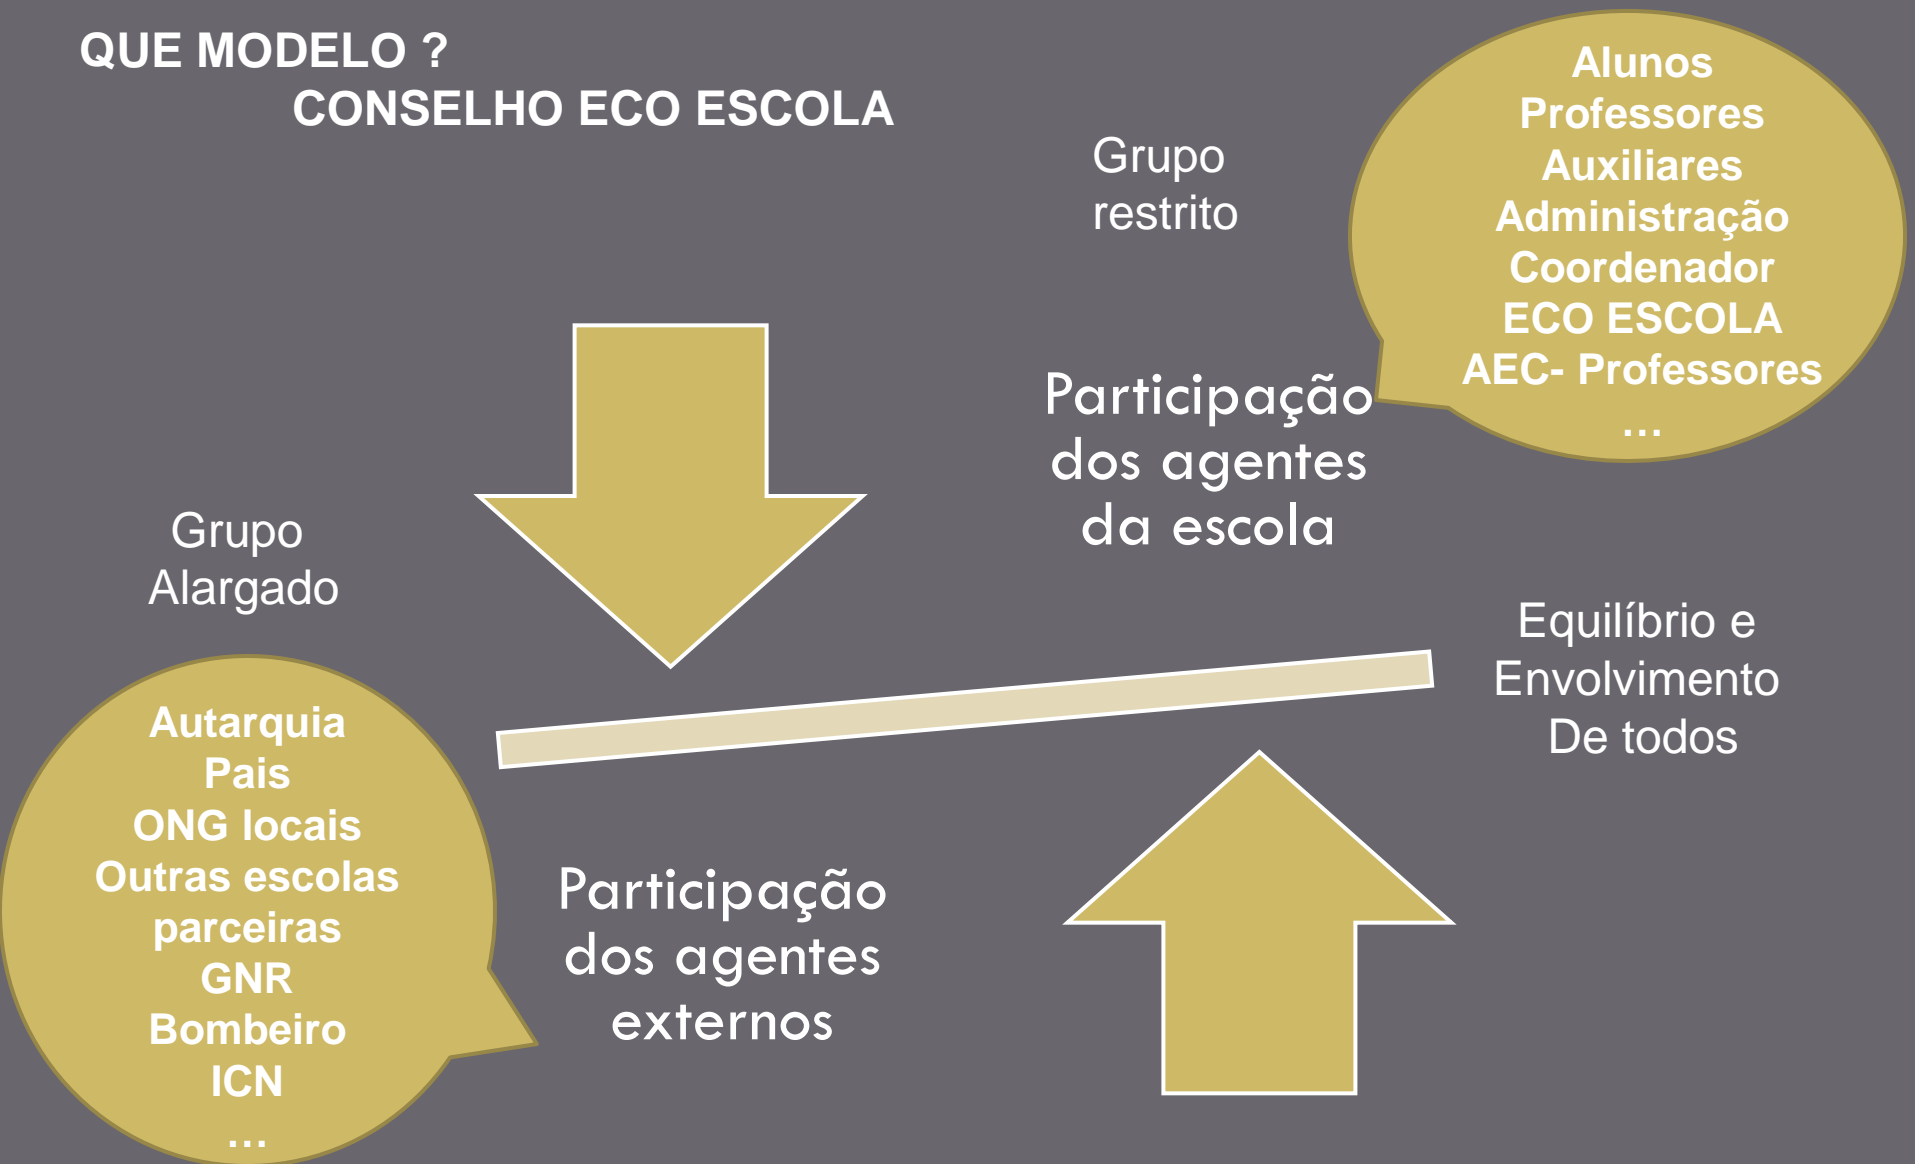 QUE MODELO ?
CONSELHO ECO ESCOLA
Grupo
restrito
Alunos
Professores
Auxiliares
Administração
Coordenador
ECO ESCOLA
AEC- Professores
...
Participação
dos agentes
da escola
Grupo
Alargado
Equilíbrio e
Envolvimento
De todos
Autarquia
Pais
ONG locais
Outras escolas
parceiras
GNR
Bombeiro
ICN
...
Participação
dos agentes
externos